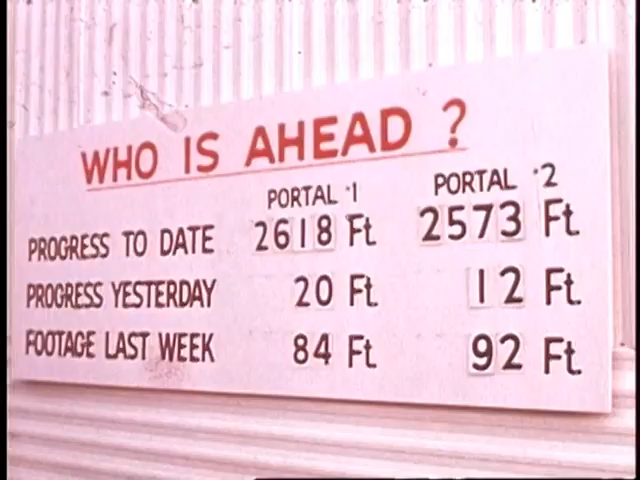 WHO IS AHEAD ?
PORTAL ·1 PORTAL ·2
PROGRESS TO DATE 2618 Ft. 2573 Ft.
PROGRESS YESTERDAY 20 Ft. 12 Ft.
FOOTAGE LAST WEEK 84 Ft. 92 Ft.